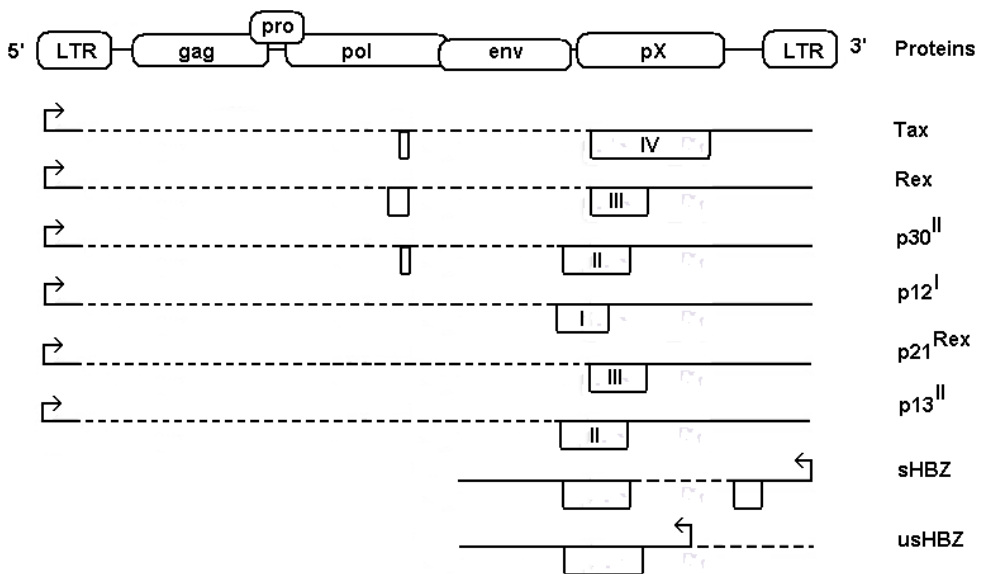 pro
5' LTR gag pol env pX LTR 3' Proteins
Tax
IV
Rex
III
p30II
II
p12I
I
p21Rex
III
p13II
II
sHBZ
usHBZ